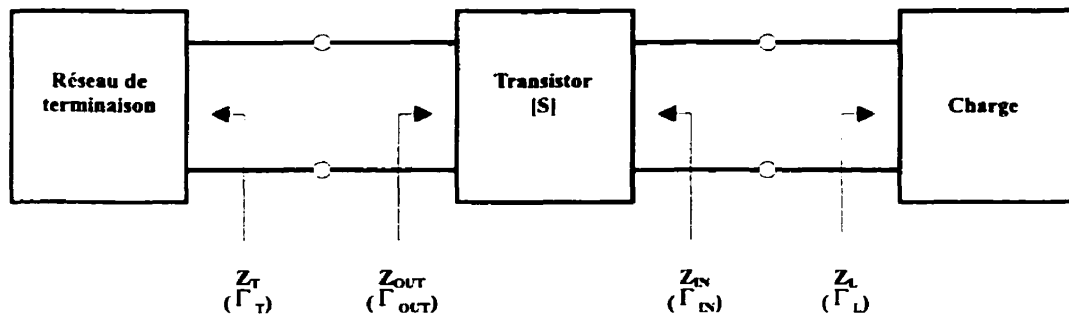 Réseau de
terminaison
Transistor
[S]
Charge
Z_T
(Γ_T)
Z_OUT
(Γ_OUT)
Z_IN
(Γ_IN)
Z_L
(Γ_L)